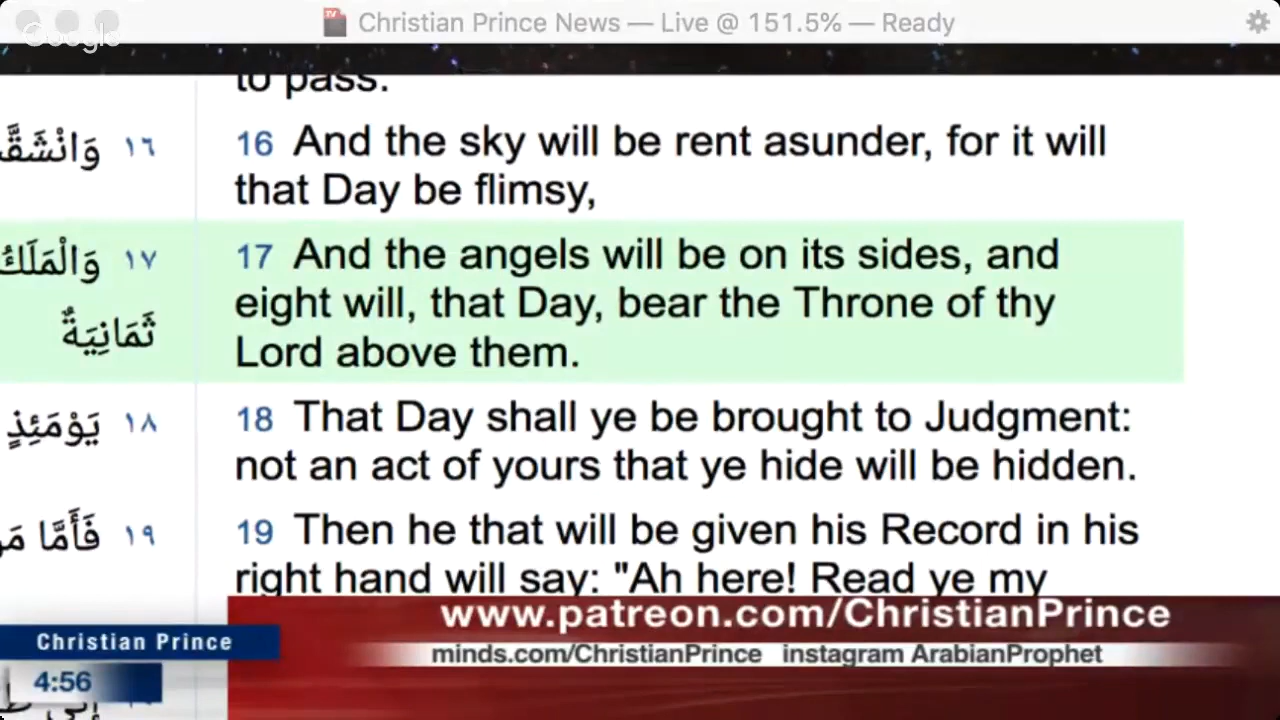 Christian Prince News — Live @ 151.5% — Ready
Google
to pass.
١٦ وَانْشَقَّ
16 And the sky will be rent asunder, for it will
that Day be flimsy,
١٧ وَالْمَلَكُ
17 And the angels will be on its sides, and
eight will, that Day, bear the Throne of thy
ثَمَانِيَةٌ
Lord above them.
١٨ يَوْمَئِذٍ
18 That Day shall ye be brought to Judgment:
not an act of yours that ye hide will be hidden.
١٩ فَأَمَّا
19 Then he that will be given his Record in his
right hand will say: "Ah here! Read ye my
www.patreon.com/ChristianPrince
Christian Prince
minds.com/ChristianPrince instagram ArabianProphet
4:56